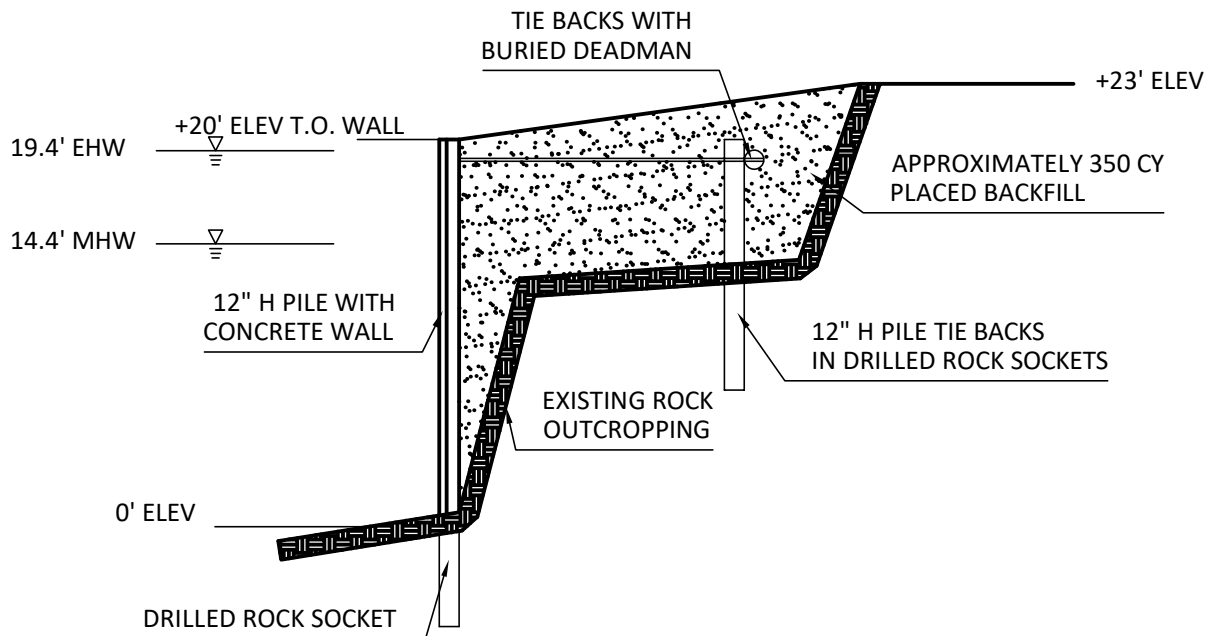 TIE BACKS WITH
BURIED DEADMAN
+23' ELEV
+20' ELEV T.O. WALL
19.4' EHW
APPROXIMATELY 350 CY
PLACED BACKFILL
14.4' MHW
12" H PILE WITH
CONCRETE WALL
12" H PILE TIE BACKS
IN DRILLED ROCK SOCKETS
EXISTING ROCK
OUTCROPPING
0' ELEV
DRILLED ROCK SOCKET